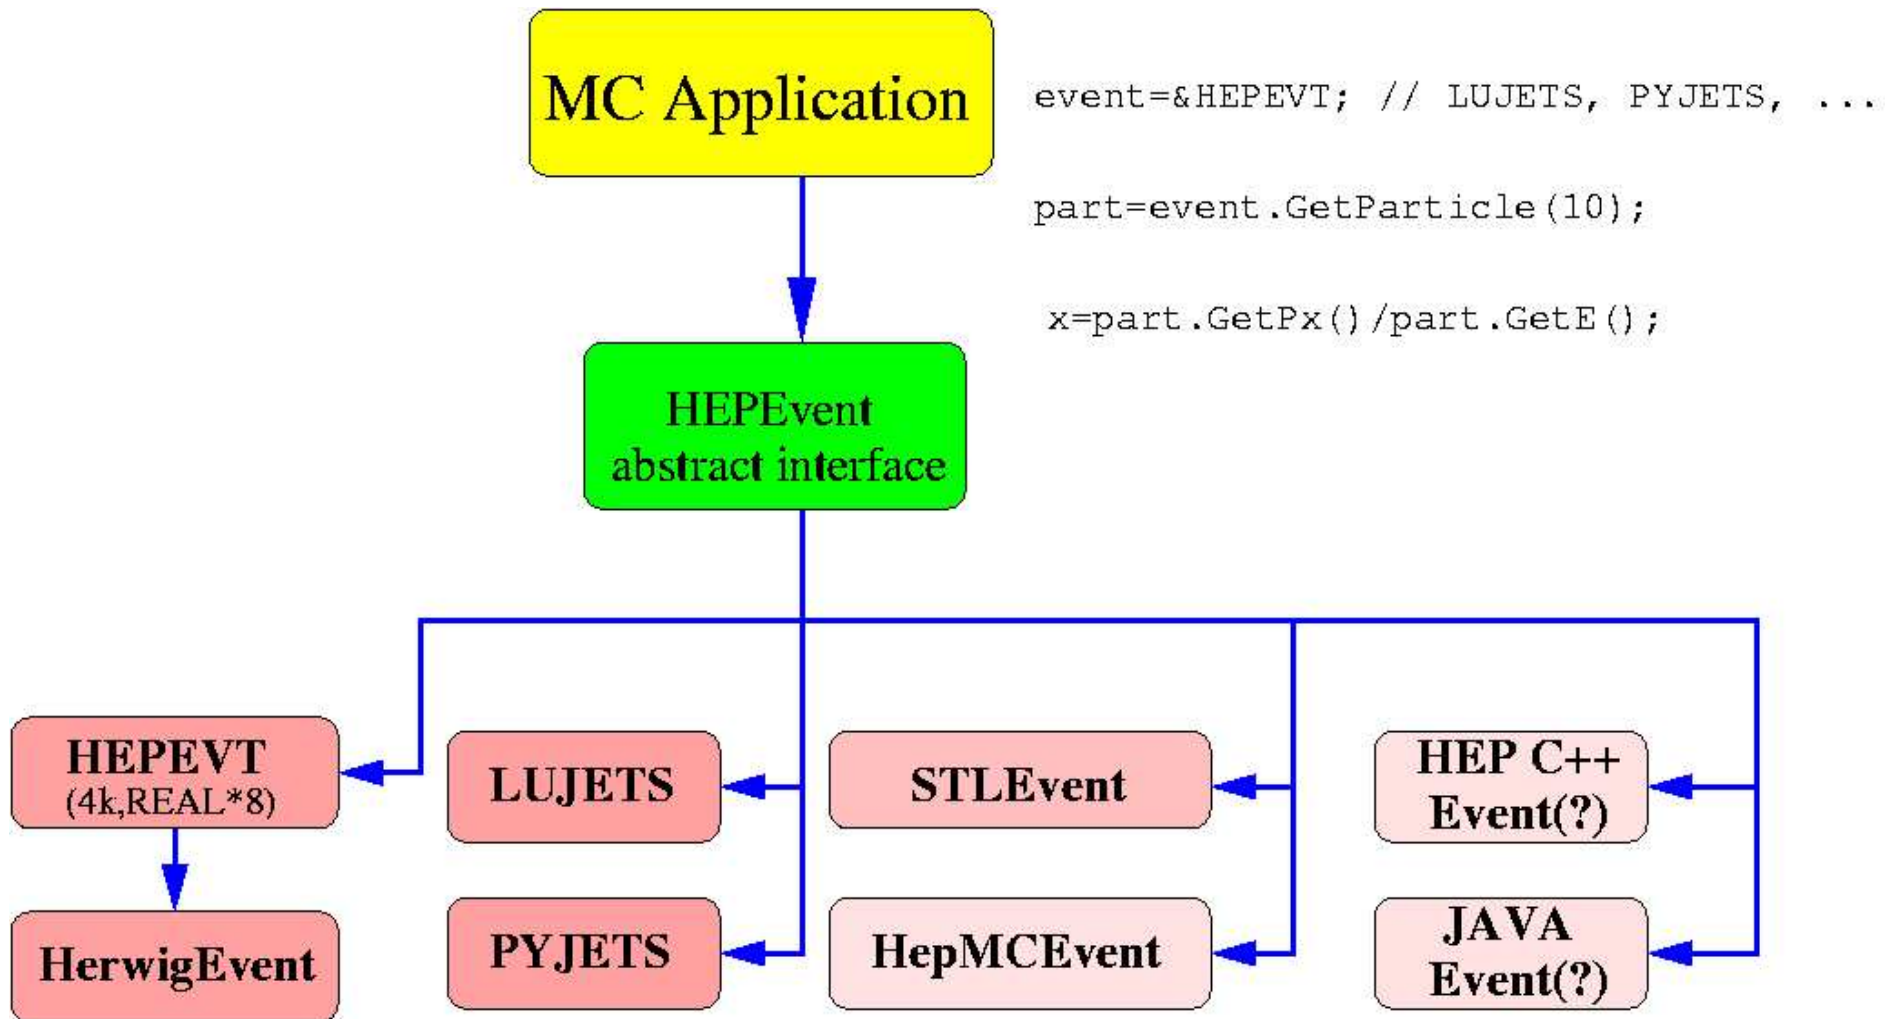 MC Application
event=&HEPEVT; // LUJETS, PYJETS, ...
part=event.GetParticle(10);
x=part.GetPx()/part.GetE();
HEPEvent
abstract interface
HEPEVT
(4k,REAL*8)
LUJETS
STLEvent
HEP C++
Event(?)
HerwigEvent
PYJETS
HepMCEvent
JAVA
Event(?)